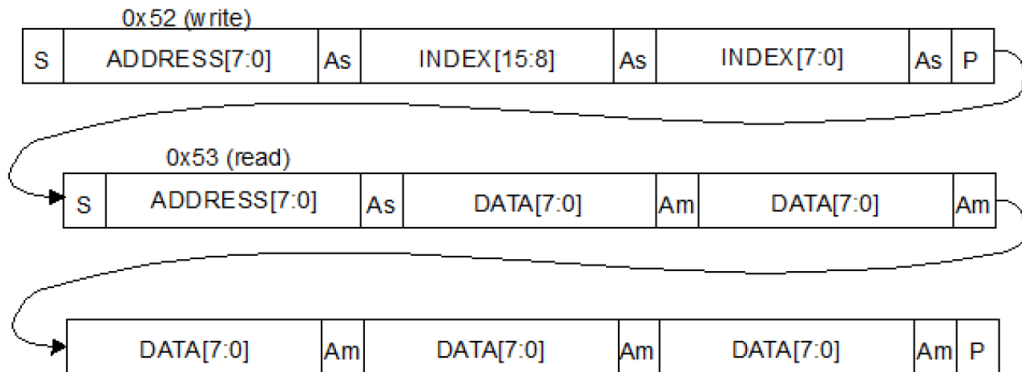 0x52 (write)
S ADDRESS[7:0] As INDEX[15:8] As INDEX[7:0] As P
0x53 (read)
S ADDRESS[7:0] As DATA[7:0] Am DATA[7:0] Am
DATA[7:0] Am DATA[7:0] Am DATA[7:0] Am P